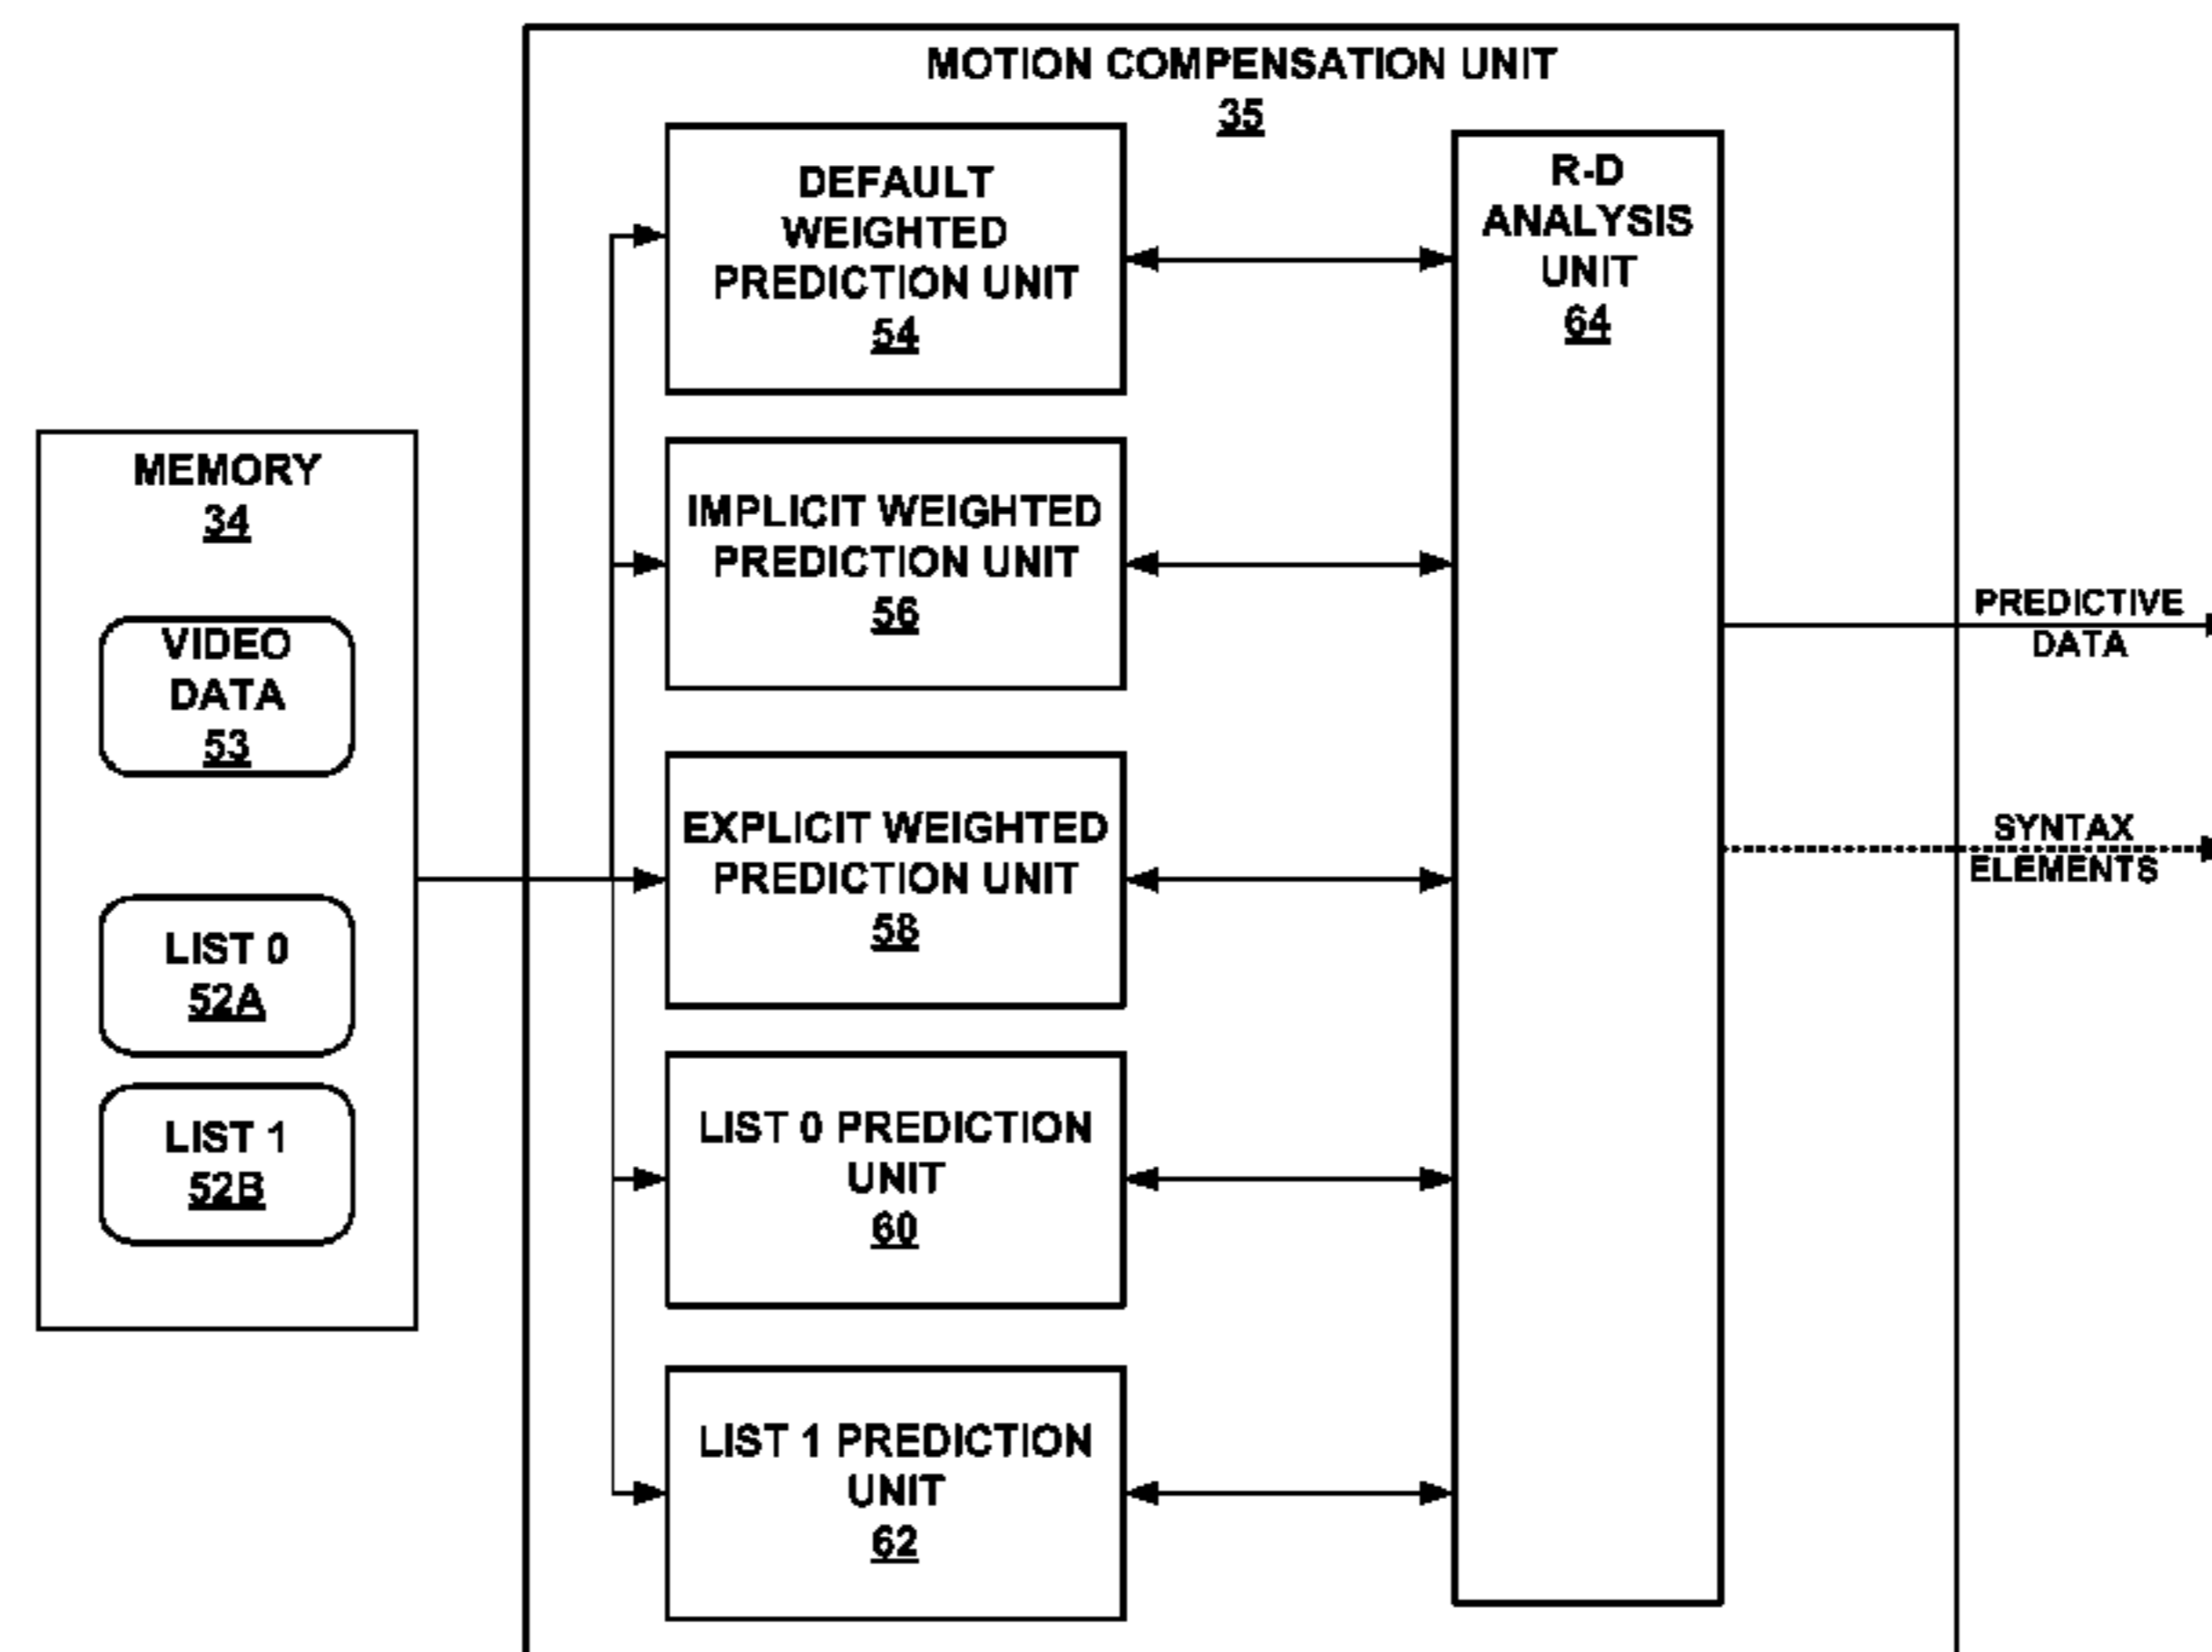 MOTION COMPENSATION UNIT
35
DEFAULT
WEIGHTED
PREDICTION UNIT
54
R-D
ANALYSIS
UNIT
64
MEMORY
34
VIDEO
DATA
53
LIST 0
52A
LIST 1
52B
IMPLICIT WEIGHTED
PREDICTION UNIT
56
EXPLICIT WEIGHTED
PREDICTION UNIT
58
LIST 0 PREDICTION
UNIT
60
LIST 1 PREDICTION
UNIT
62
PREDICTIVE
DATA
SYNTAX
ELEMENTS